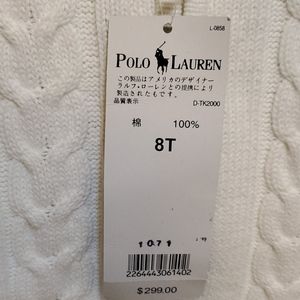 L-0858
POLO LAUREN
この製品はアメリカのデザイナー
ラルフ・ローレンとの提携により
製造されたものです。
品質表示 D-TK2000
棉 100%
8T
1071
2264443061402
$299.00